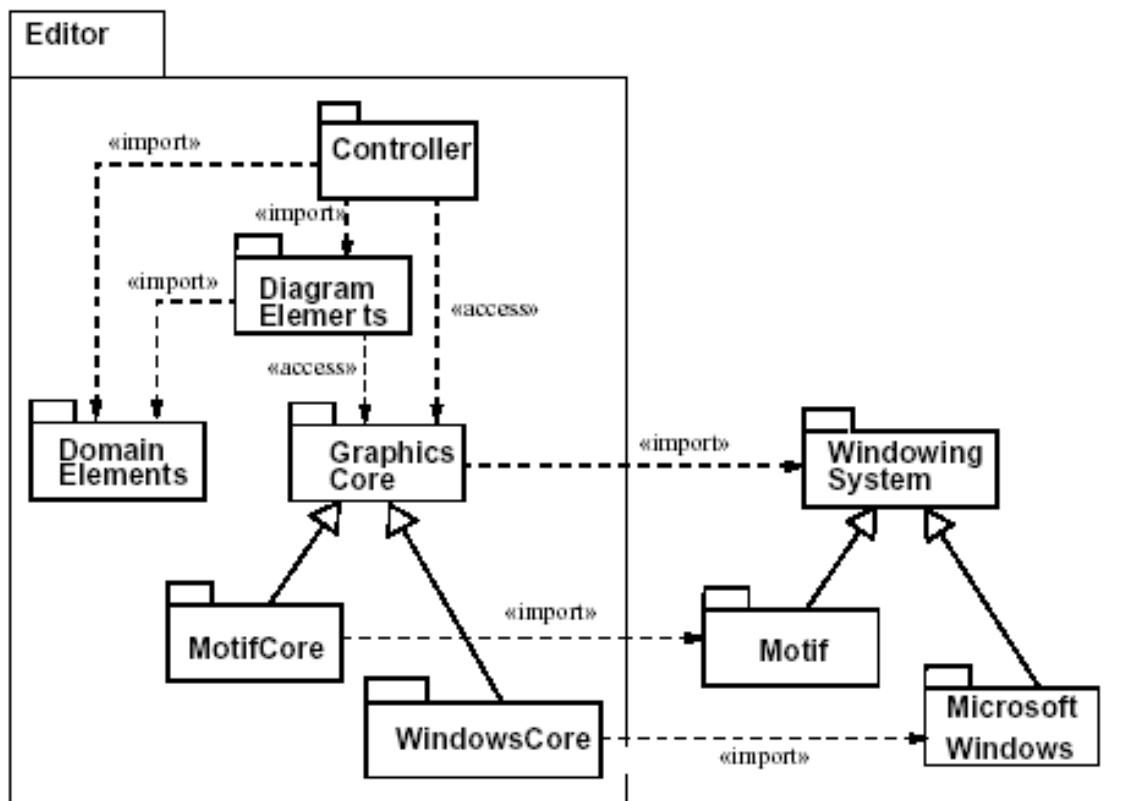 Editor
«import»
Controller
«import»
«import»
Diagram
Elements
«access»
«access»
Domain
Elements
Graphics
Core
«import»
Windowing
System
MotifCore
«import»
Motif
WindowsCore
«import»
Microsoft
Windows